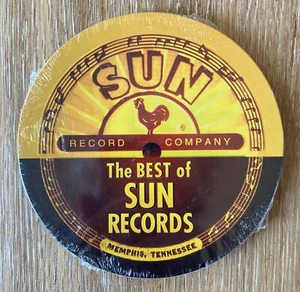 SUN
RECORD COMPANY
®
The BEST of
SUN
RECORDS
MEMPHIS, TENNESSEE